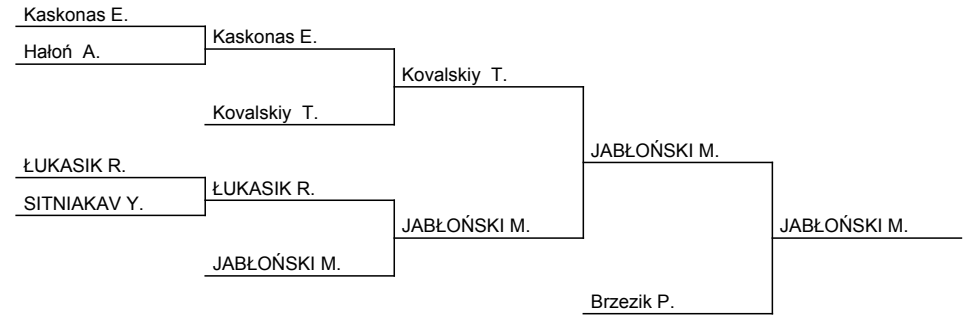 Kaskonas E.
Hałoń  A.
Kaskonas E.
Kovalskiy  T.
Kovalskiy  T.
ŁUKASIK R.
SITNIAKAV Y.
ŁUKASIK R.
JABŁOŃSKI M.
JABŁOŃSKI M.
JABŁOŃSKI M.
Brzezik P.
JABŁOŃSKI M.